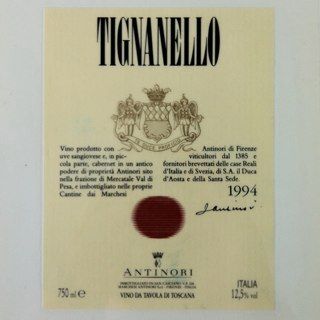 TIGNANELLO
Vino prodotto con
uve sangiovese e, in pic-
cola parte, cabernet in un antico
podere di proprietà Antinori sito
nella frazione di Mercatale Val di
Pesa, e imbottigliato nelle proprie
Cantine dai Marchesi
Antinori di Firenze
viticultori dal 1385 e
fornitori brevettati delle case Reali
d'Italia e di Svezia, di S.A. il Duca
d'Aosta e della Santa Sede.
1994
ANTINORI
750 ml e
VINO DA TAVOLA DI TOSCANA
ITALIA
12,5% vol